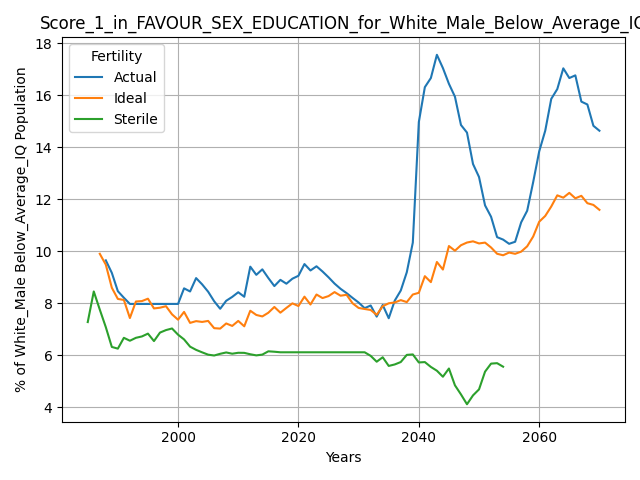 Score_1_in_FAVOUR_SEX_EDUCATION_for_White_Male_Below_Average_IQ
Fertility
Actual
Ideal
Sterile
% of White_Male Below_Average_IQ Population
18
16
14
12
10
8
6
4
2000
2020
2040
2060
Years